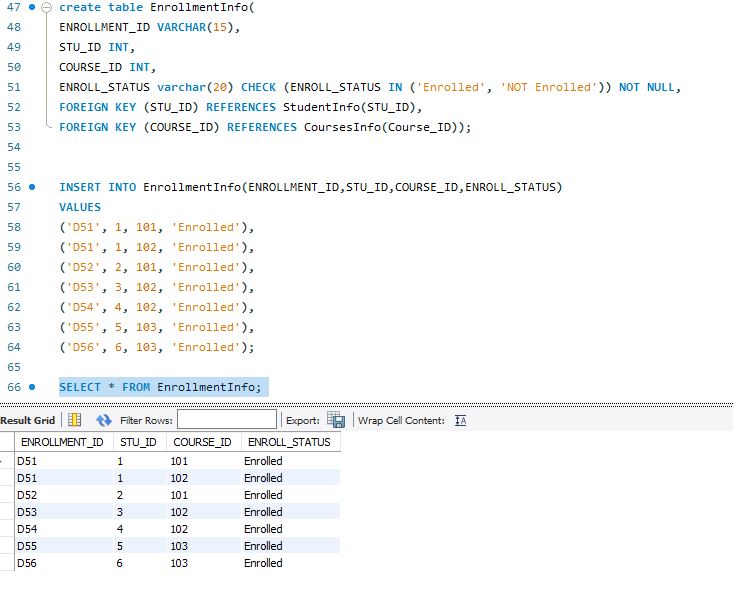 47 create table EnrollmentInfo(
48 ENROLLMENT_ID VARCHAR(15),
49 STU_ID INT,
50 COURSE_ID INT,
51 ENROLL_STATUS varchar(20) CHECK (ENROLL_STATUS IN ('Enrolled', 'NOT Enrolled')) NOT NULL,
52 FOREIGN KEY (STU_ID) REFERENCES StudentInfo(STU_ID),
53 FOREIGN KEY (COURSE_ID) REFERENCES CoursesInfo(Course_ID));
54
55
56 INSERT INTO EnrollmentInfo(ENROLLMENT_ID,STU_ID,COURSE_ID,ENROLL_STATUS)
57 VALUES
58 ('D51', 1, 101, 'Enrolled'),
59 ('D51', 1, 102, 'Enrolled'),
60 ('D52', 2, 101, 'Enrolled'),
61 ('D53', 3, 102, 'Enrolled'),
62 ('D54', 4, 102, 'Enrolled'),
63 ('D55', 5, 103, 'Enrolled'),
64 ('D56', 6, 103, 'Enrolled');
65
66 SELECT * FROM EnrollmentInfo;
Result Grid Filter Rows: Export: Wrap Cell Content: IA
ENROLLMENT_ID STU_ID COURSE_ID ENROLL_STATUS
D51 1 101 Enrolled
D51 1 102 Enrolled
D52 2 101 Enrolled
D53 3 102 Enrolled
D54 4 102 Enrolled
D55 5 103 Enrolled
D56 6 103 Enrolled